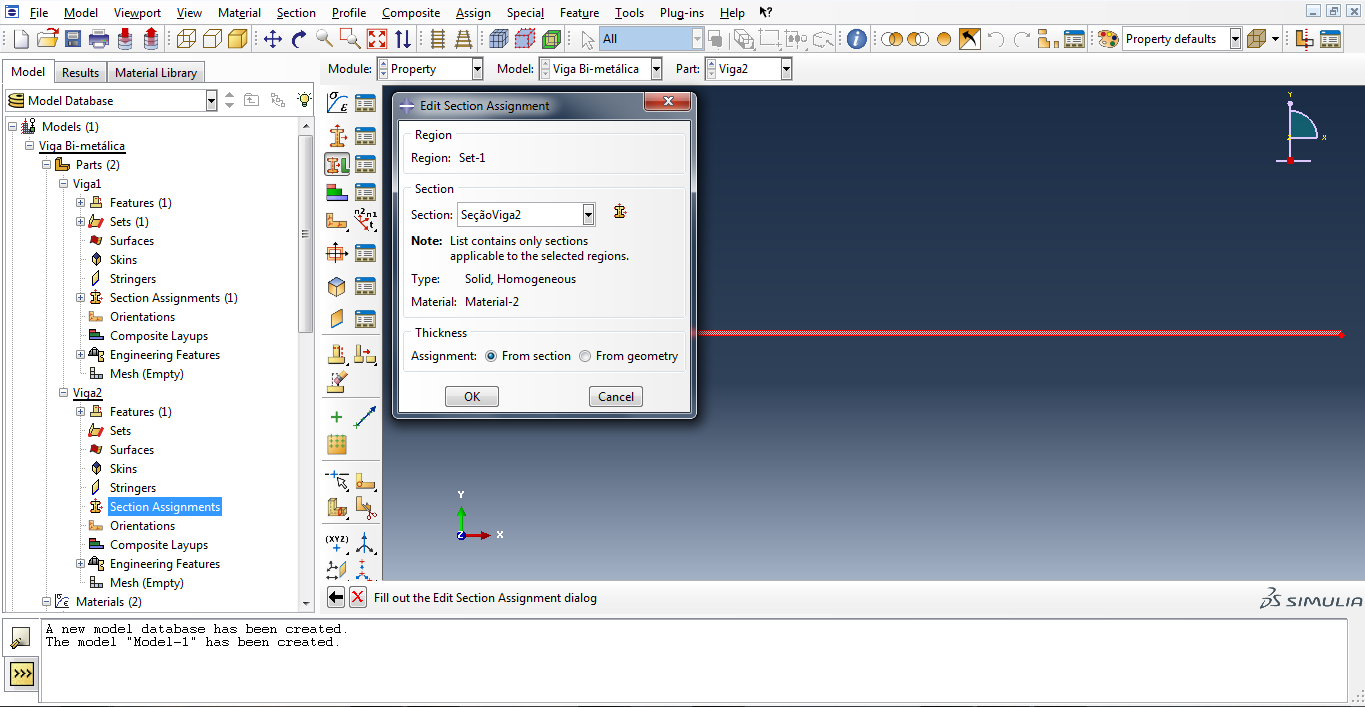 File Model Viewport View Material Section Profile Composite Assign Special Feature Tools Plug-ins Help
All Property defaults
Model Results Material Library
Module: Property Model: Viga Bi-metálica Part: Viga2
Model Database
Models (1)
Viga Bi-metálica
Parts (2)
Viga1
Features (1)
Sets (1)
Surfaces
Skins
Stringers
Section Assignments (1)
Orientations
Composite Layups
Engineering Features
Mesh (Empty)
Viga2
Features (1)
Sets
Surfaces
Skins
Stringers
Section Assignments
Orientations
Composite Layups
Engineering Features
Mesh (Empty)
Materials (2)
n2 n1
t
(XYZ)
Edit Section Assignment
Region
Region: Set-1
Section
Section: SeçãoViga2
Note: List contains only sections
applicable to the selected regions.
Type: Solid, Homogeneous
Material: Material-2
Thickness
Assignment: From section From geometry
OK Cancel
Y
X
Y
Z X
Fill out the Edit Section Assignment dialog
SIMULIA
A new model database has been created.
The model "Model-1" has been created.
>>>